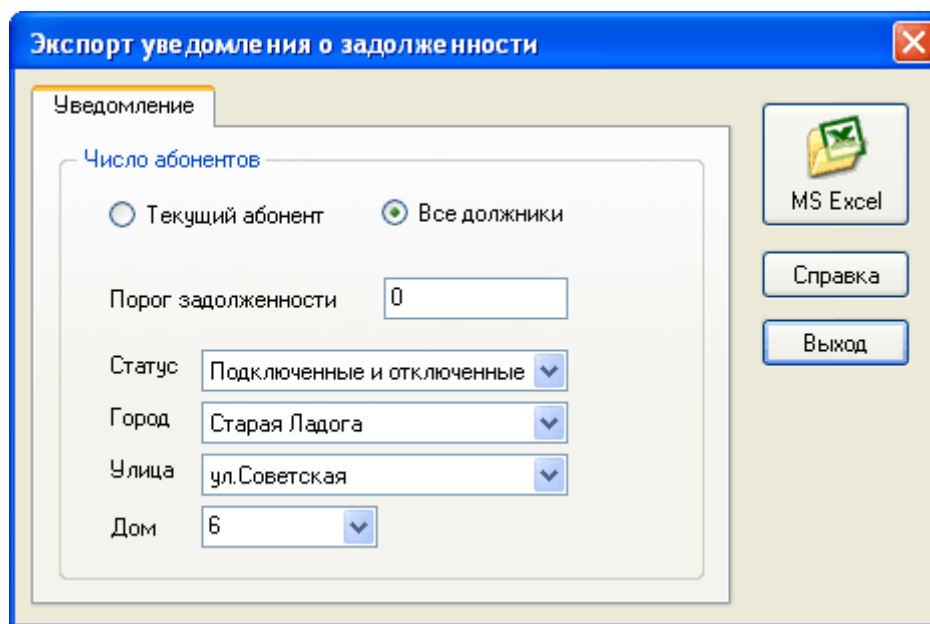 Экспорт уведомления о задолженности
Уведомление
Число абонентов
Текущий абонент
Все должники
Порог задолженности
0
Статус
Подключенные и отключенные
Город
Старая Ладога
Улица
ул.Советская
Дом
6
MS Excel
Справка
Выход